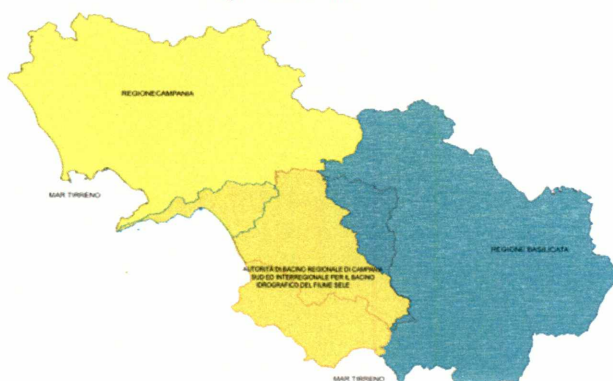 REGIONECAMPANIA
MAR TIRRENO
REGIONE BASILICATA
AUTORITÀ DI BACINO REGIONALE DI CAMPANIA
SUD ED INTERREGIONALE PER IL BACINO
IDROGRAFICO DEL FIUME SELE
MAR TIRRENO